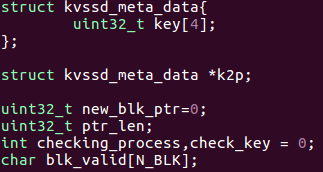 struct kvssd_meta_data{
        uint32_t key[4];
};

struct kvssd_meta_data *k2p;

uint32_t new_blk_ptr=0;
uint32_t ptr_len;
int checking_process,check_key = 0;
char blk_valid[N_BLK];